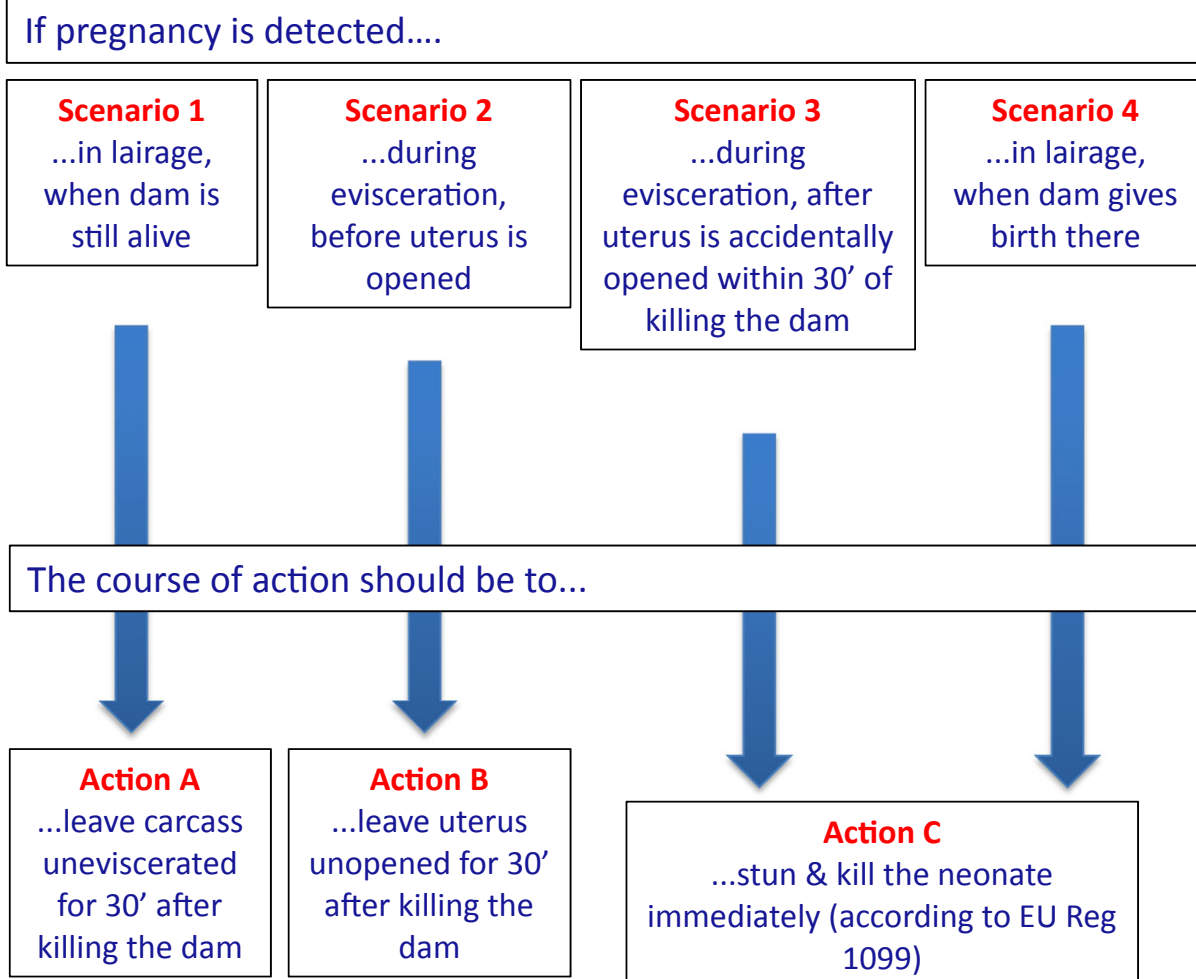 If pregnancy is detected....
Scenario 1
...in lairage,
when dam is
still alive
Scenario 2
...during
evisceration,
before uterus is
opened
Scenario 3
...during
evisceration, after
uterus is accidentally
opened within 30’ of
killing the dam
Scenario 4
...in lairage,
when dam gives
birth there
The course of action should be to...
Action A
...leave carcass
uneviscerated
for 30’ after
killing the dam
Action B
...leave uterus
unopened for 30’
after killing the
dam
Action C
...stun & kill the neonate
immediately (according to EU Reg
1099)